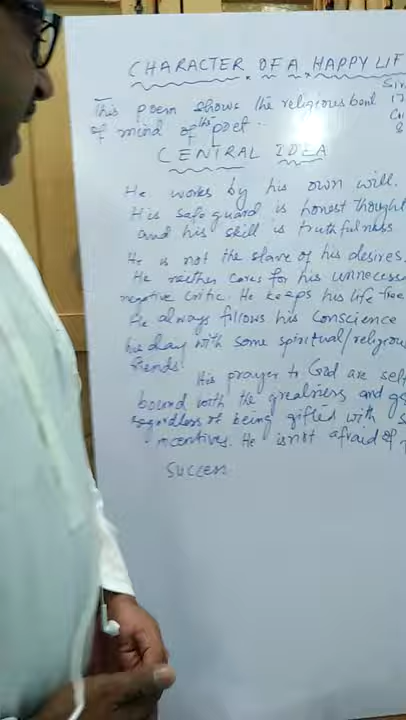 CHARACTER OF A HAPPY LIF
Sir
17
This poem shows the religious bent
of mind of the poet.
CENTRAL IDEA
He works by his own will.
His safe guard is honest thought
and his skill is truthfulness
He is not the slave of his desires,
He neither cares for his unnecess
negative critic. He keeps his life free
He always follows his conscience
his day with some spiritual/religiou
friends.
His prayer to God are self
bound with the greatness and
regardless of being gifted with
incentives. He is not afraid of
success